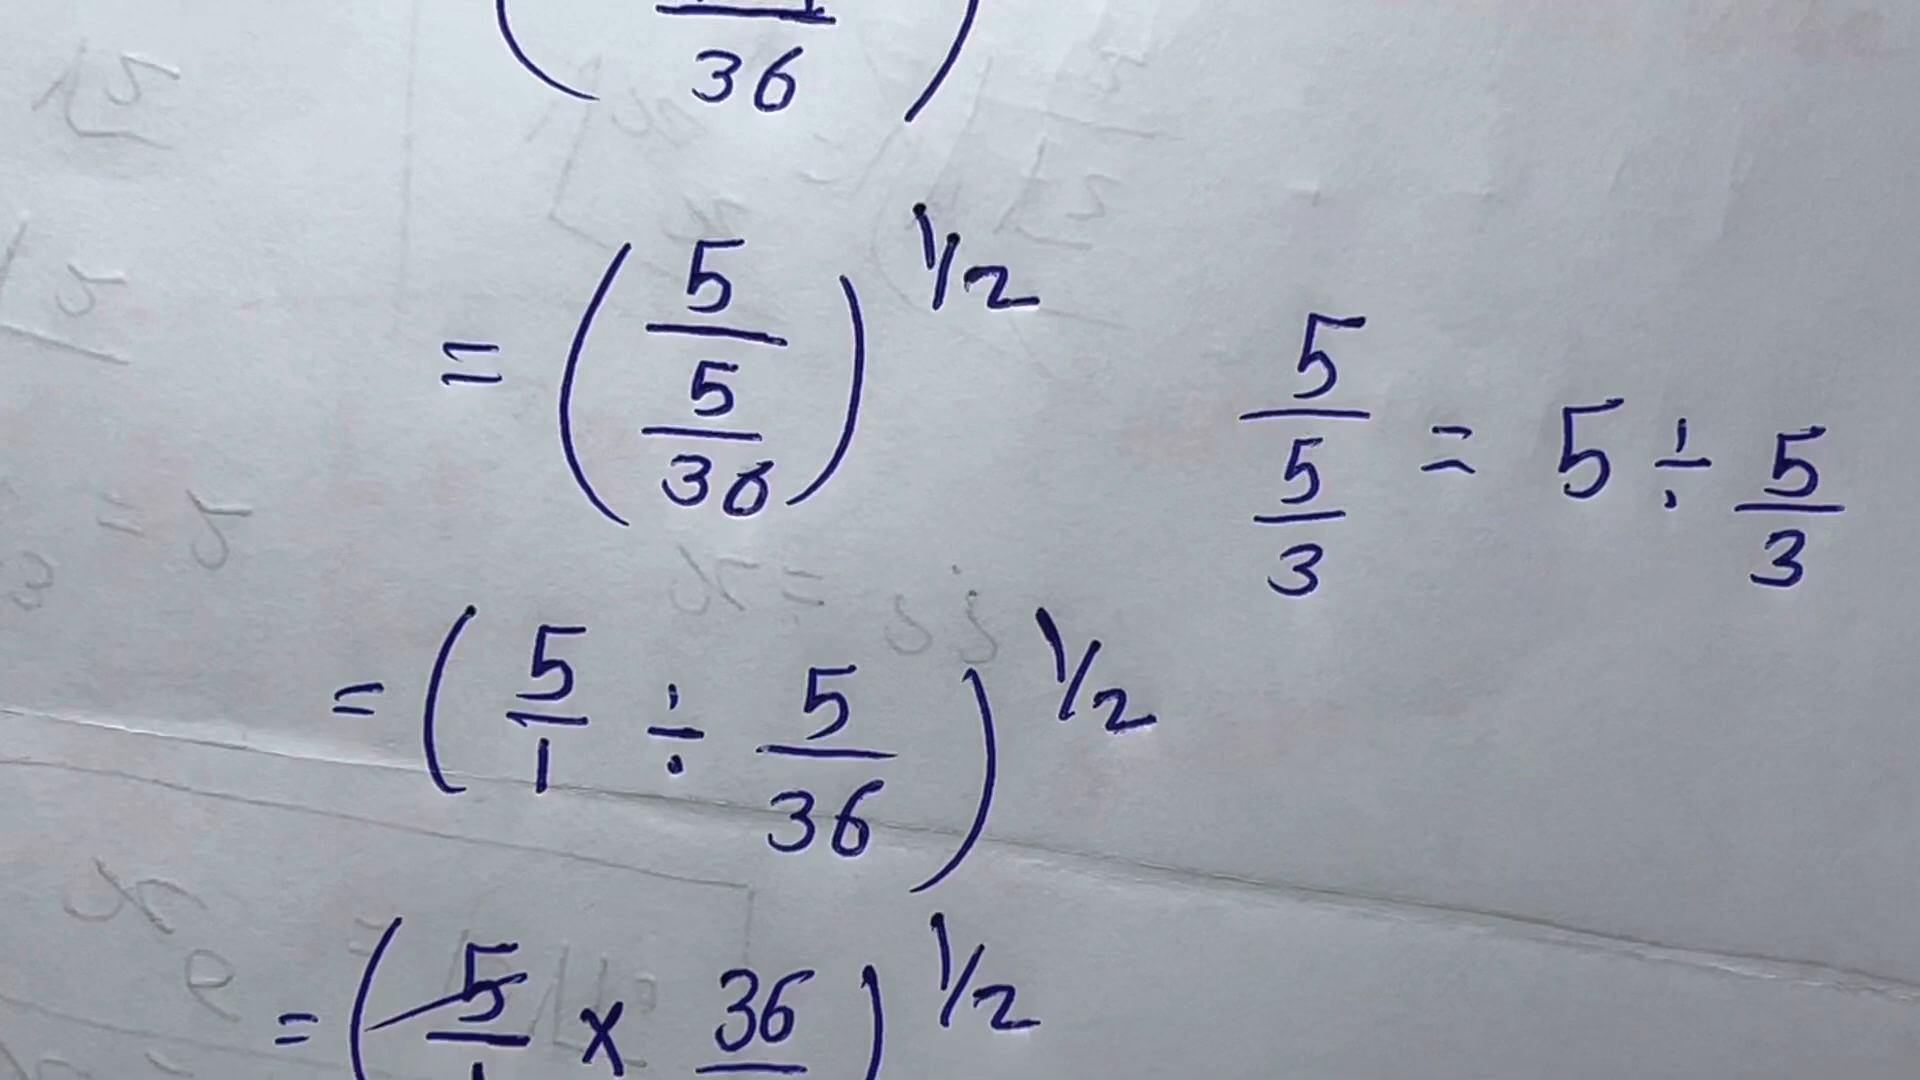 36
= (5/(5/36))^1/2
5/(5/3) = 5 ÷ 5/3
= (5/1 ÷ 5/36)^1/2
= (5/1 × 36/
)^1/2